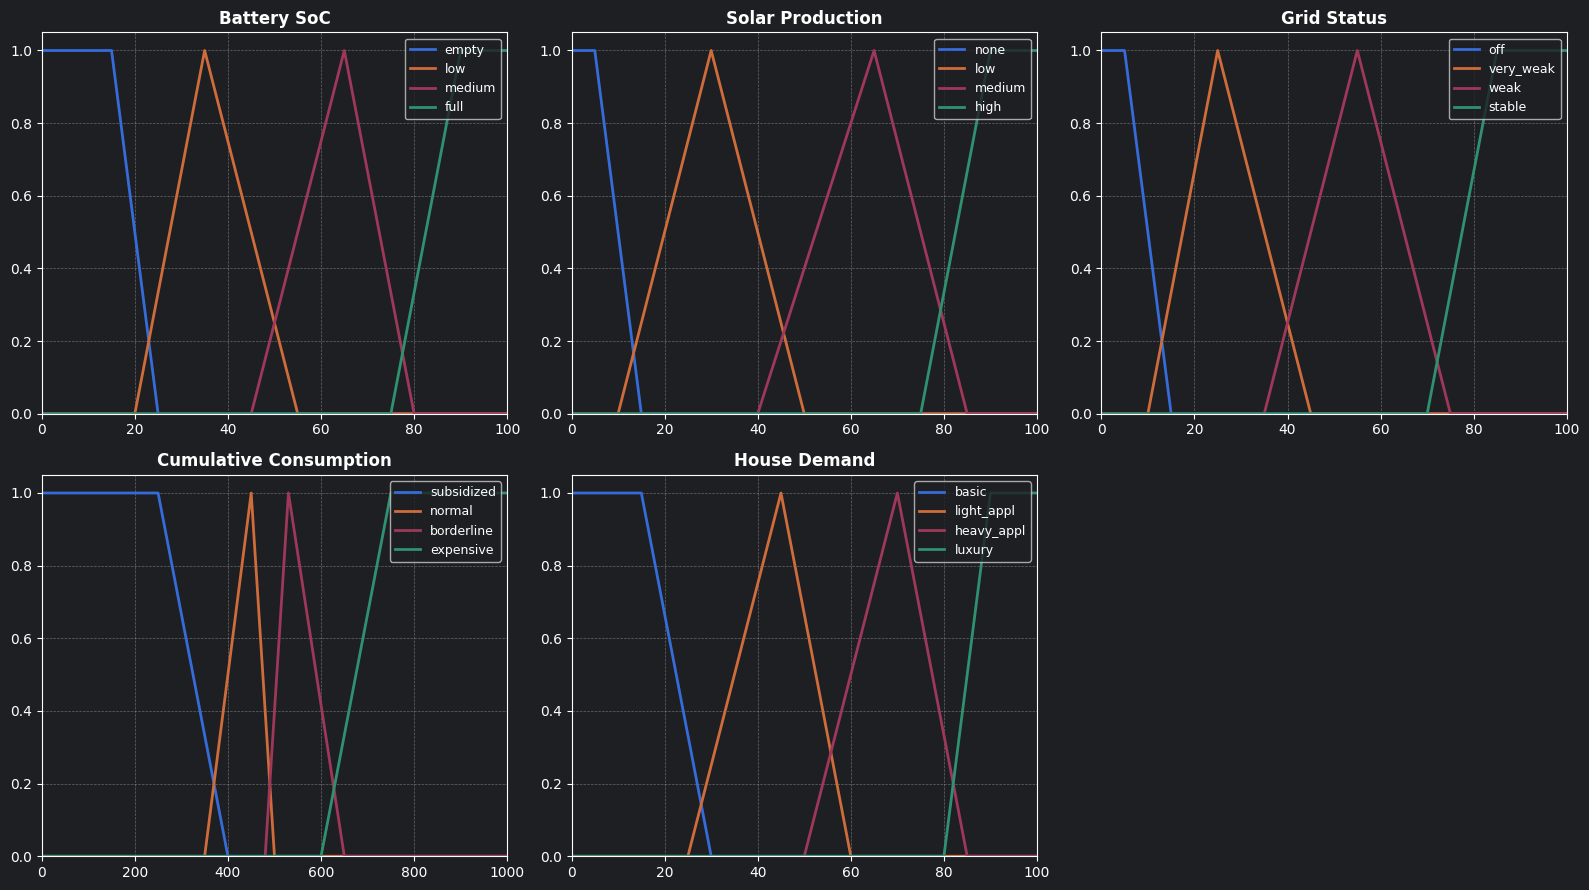 Battery SoC
1.0
0.8
0.6
0.4
0.2
0.0
0 20 40 60 80 100
empty
low
medium
full
Solar Production
1.0
0.8
0.6
0.4
0.2
0.0
0 20 40 60 80 100
none
low
medium
high
Grid Status
1.0
0.8
0.6
0.4
0.2
0.0
0 20 40 60 80 100
off
very_weak
weak
stable
Cumulative Consumption
1.0
0.8
0.6
0.4
0.2
0.0
0 200 400 600 800 1000
subsidized
normal
borderline
expensive
House Demand
1.0
0.8
0.6
0.4
0.2
0.0
0 20 40 60 80 100
basic
light_appl
heavy_appl
luxury